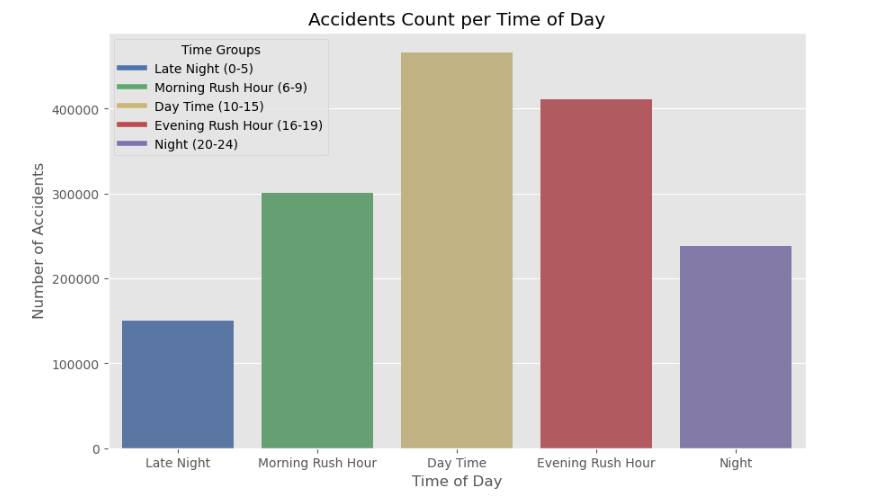 Accidents Count per Time of Day
Time Groups
Late Night (0-5)
Morning Rush Hour (6-9)
Day Time (10-15)
Evening Rush Hour (16-19)
Night (20-24)
Number of Accidents
400000
300000
200000
100000
0
Late Night
Morning Rush Hour
Day Time
Evening Rush Hour
Night
Time of Day